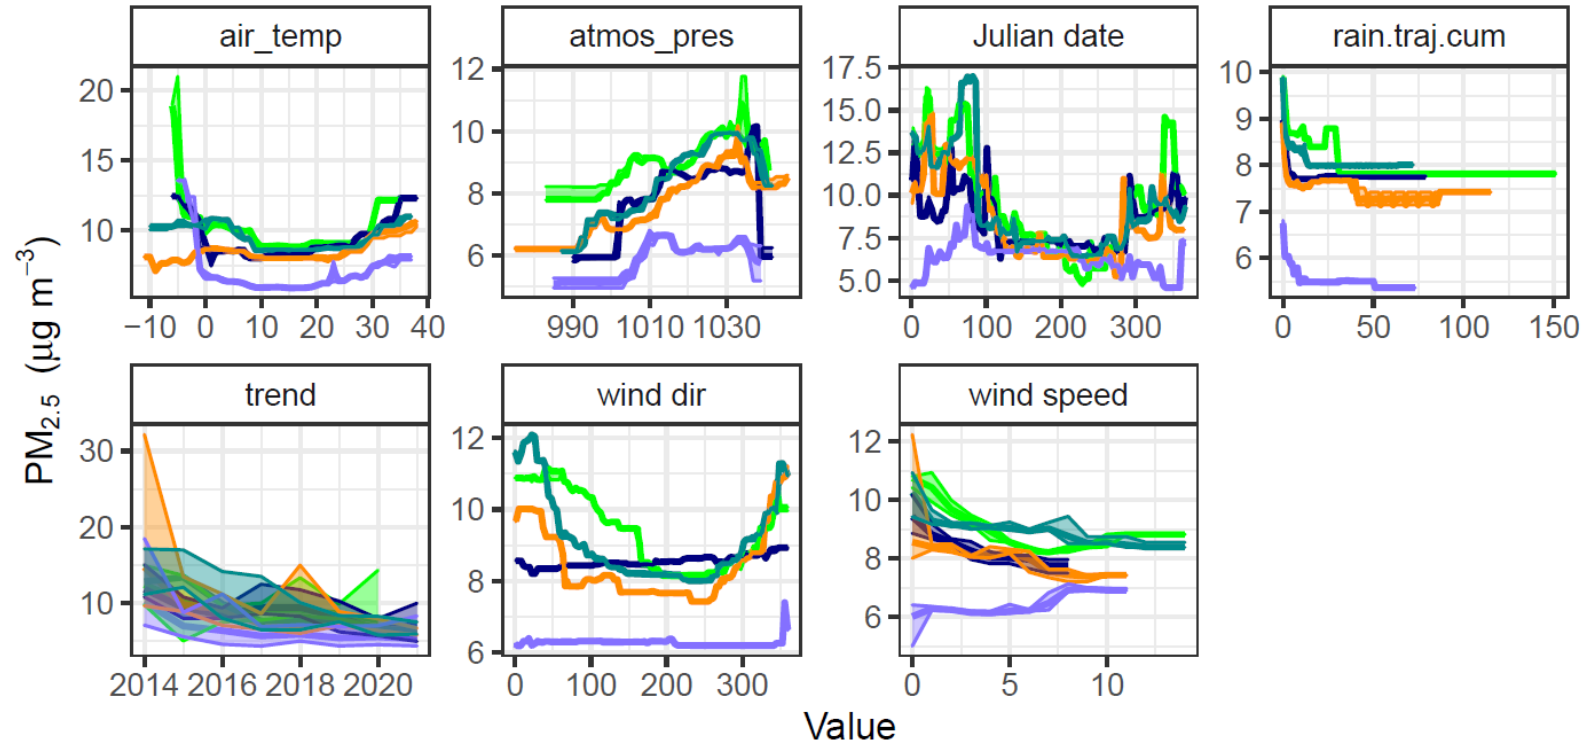 air_temp
atmos_pres
Julian date
rain.traj.cum
20
15
10
−10 0 10 20 30 40
12
10
8
6
990 1010 1030
17.5
15.0
12.5
10.0
7.5
5.0
0 100 200 300
10
9
8
7
6
0 50 100 150
PM2.5 (μg m−3)
trend
wind dir
wind speed
30
20
10
2014 2016 2018 2020
12
10
8
6
0 100 200 300
12
10
8
6
0 5 10
Value